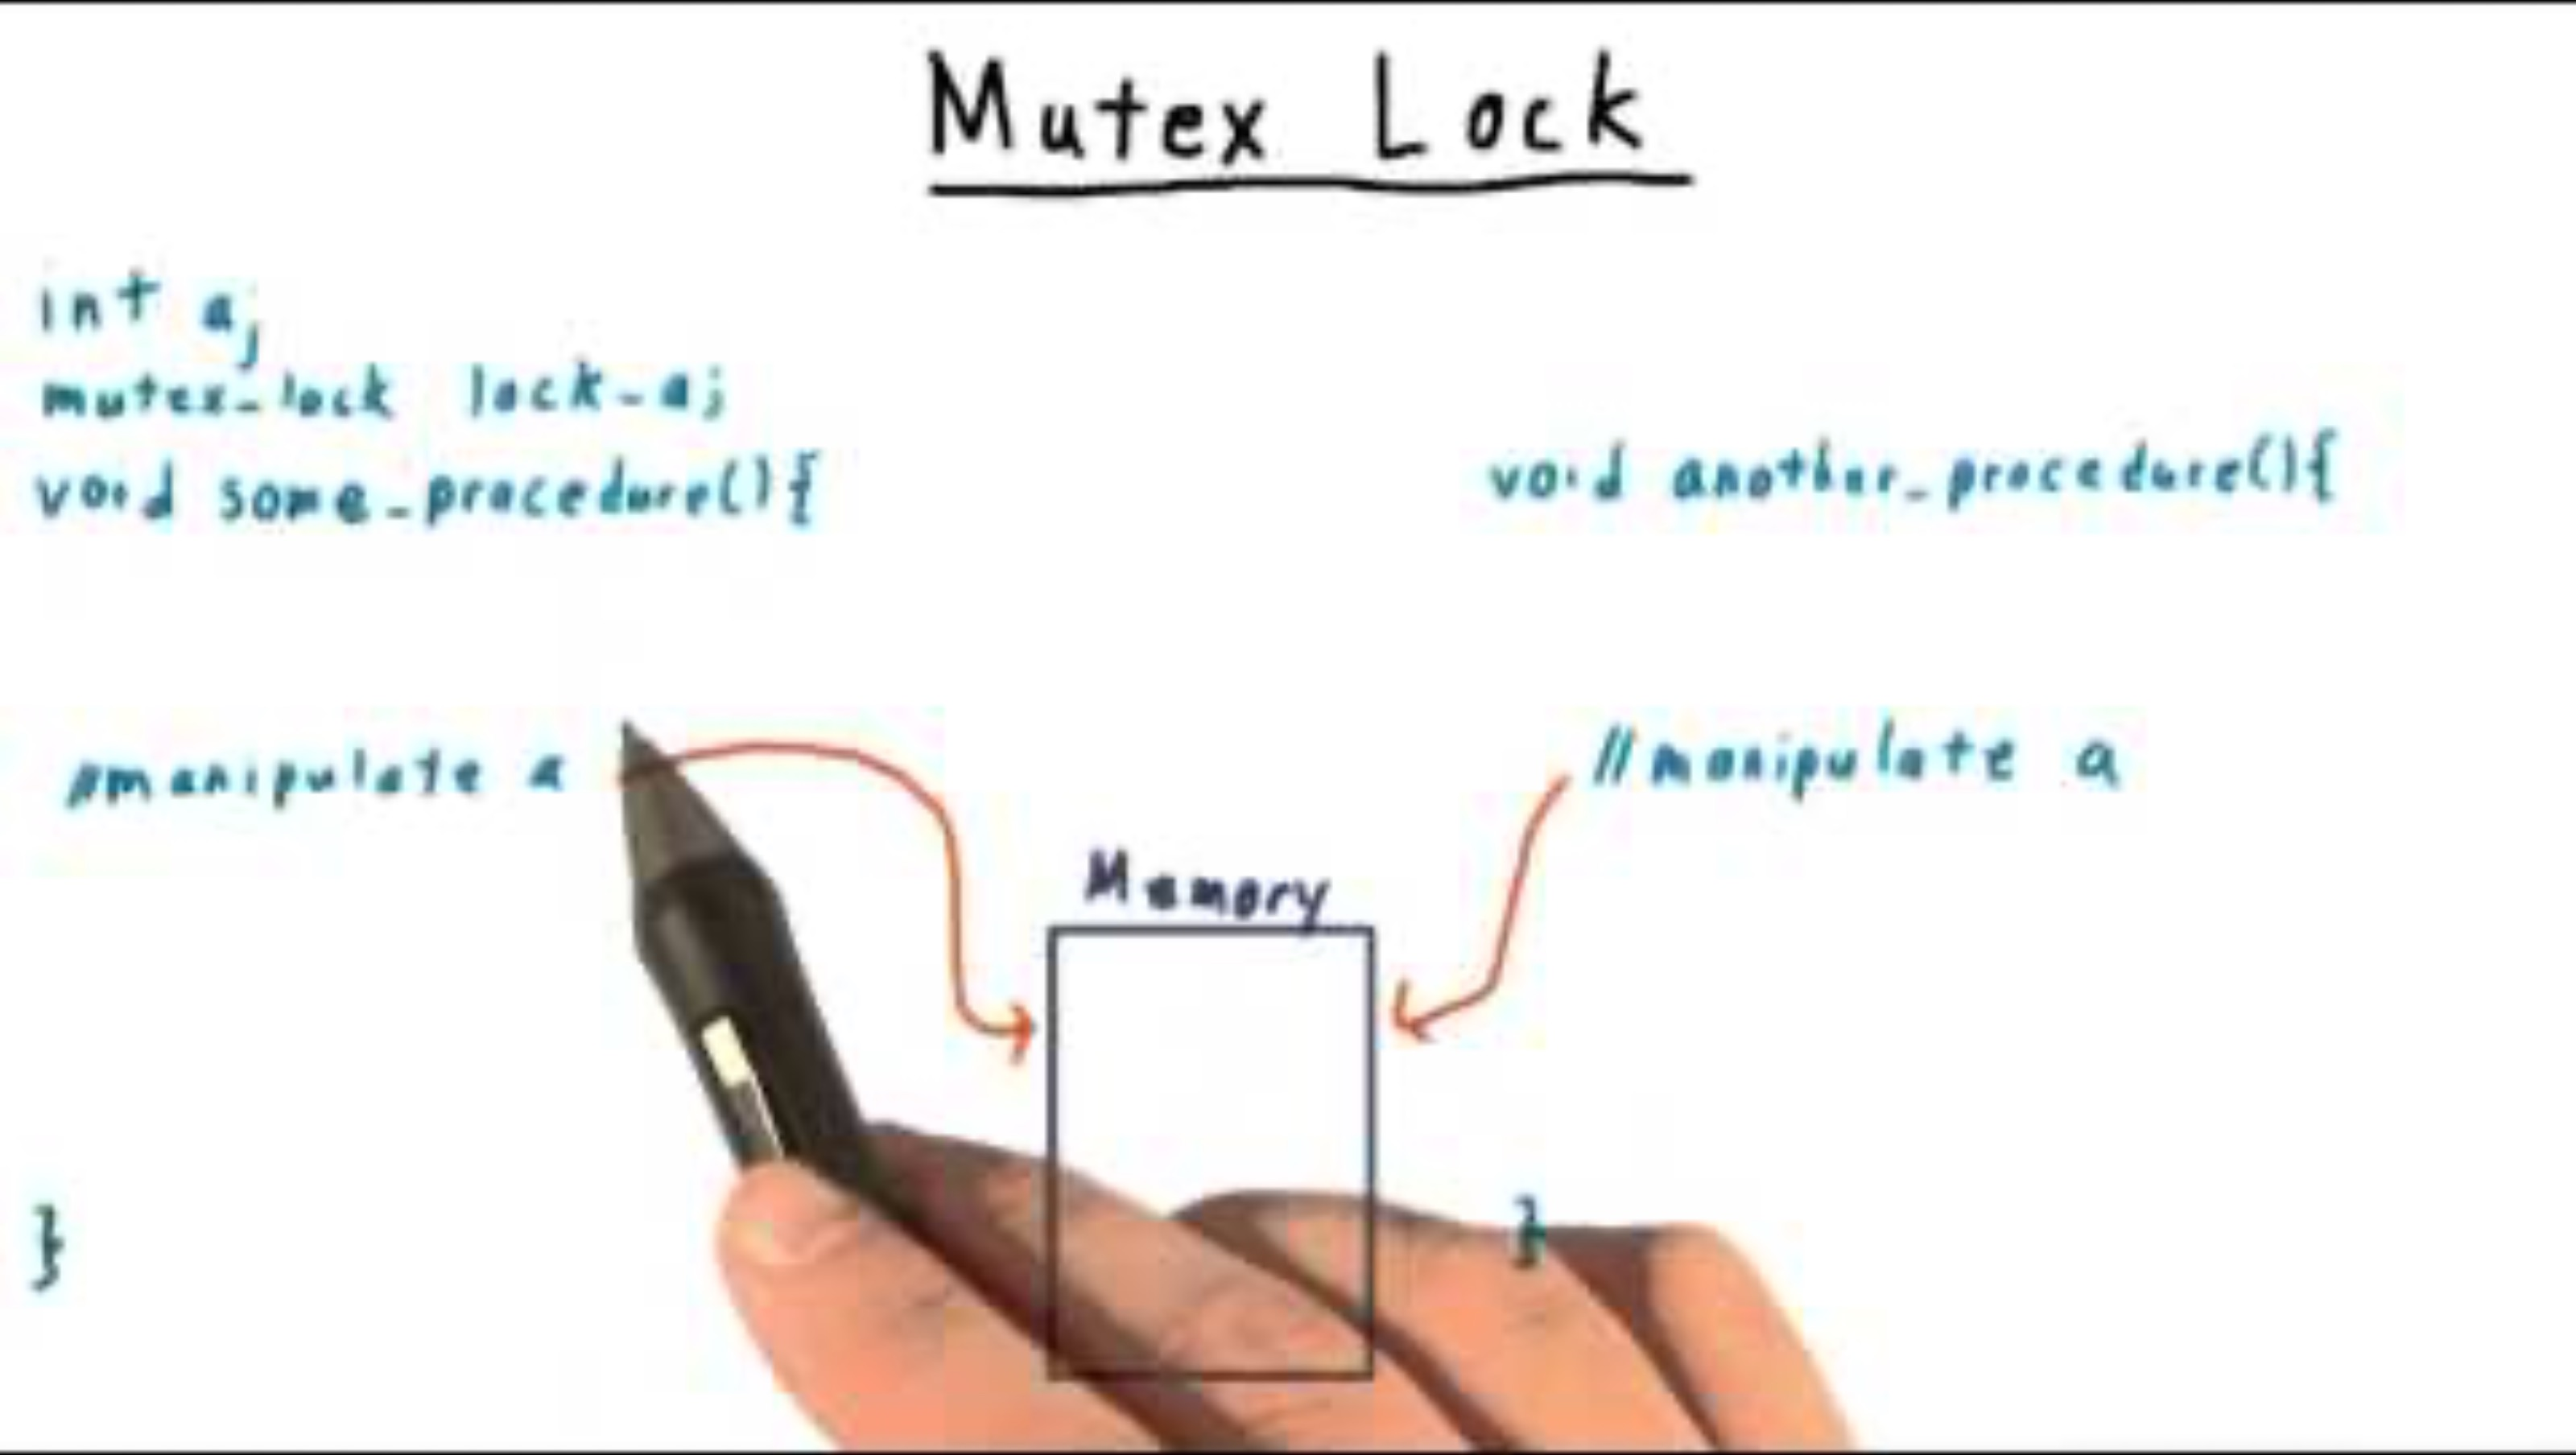 Mutex Lock
int a;
mutex_lock lock_a;
void some_procedure(){
//manipulate a
}
void another_procedure(){
//manipulate a
}
Memory